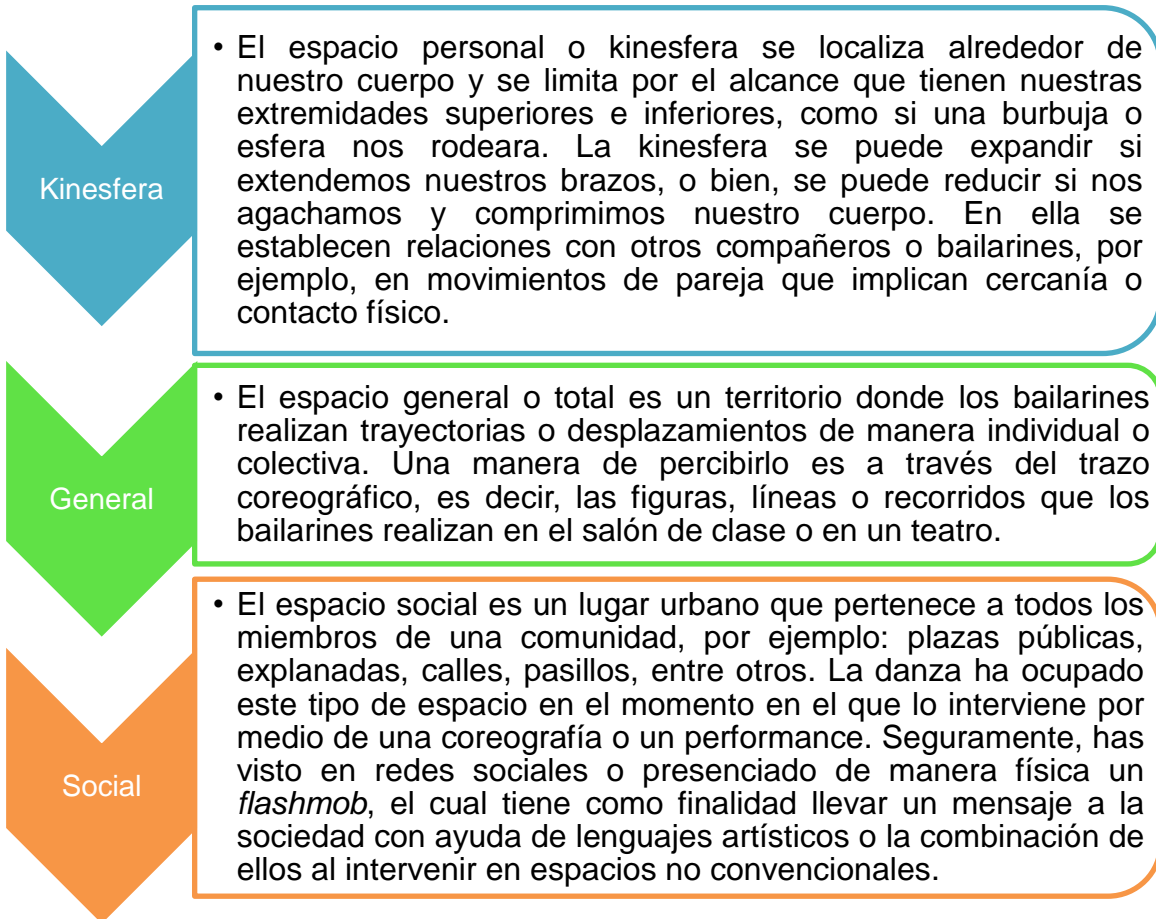 Kinesfera
• El espacio personal o kinesfera se localiza alrededor de
nuestro cuerpo y se limita por el alcance que tienen nuestras
extremidades superiores e inferiores, como si una burbuja o
esfera nos rodeara. La kinesfera se puede expandir si
extendemos nuestros brazos, o bien, se puede reducir si nos
agachamos y comprimimos nuestro cuerpo. En ella se
establecen relaciones con otros compañeros o bailarines, por
ejemplo, en movimientos de pareja que implican cercanía o
contacto físico.
General
• El espacio general o total es un territorio donde los bailarines
realizan trayectorias o desplazamientos de manera individual o
colectiva. Una manera de percibirlo es a través del trazo
coreográfico, es decir, las figuras, líneas o recorridos que los
bailarines realizan en el salón de clase o en un teatro.
Social
• El espacio social es un lugar urbano que pertenece a todos los
miembros de una comunidad, por ejemplo: plazas públicas,
explanadas, calles, pasillos, entre otros. La danza ha ocupado
este tipo de espacio en el momento en el que lo interviene por
medio de una coreografía o un performance. Seguramente, has
visto en redes sociales o presenciado de manera física un
flashmob, el cual tiene como finalidad llevar un mensaje a la
sociedad con ayuda de lenguajes artísticos o la combinación de
ellos al intervenir en espacios no convencionales.